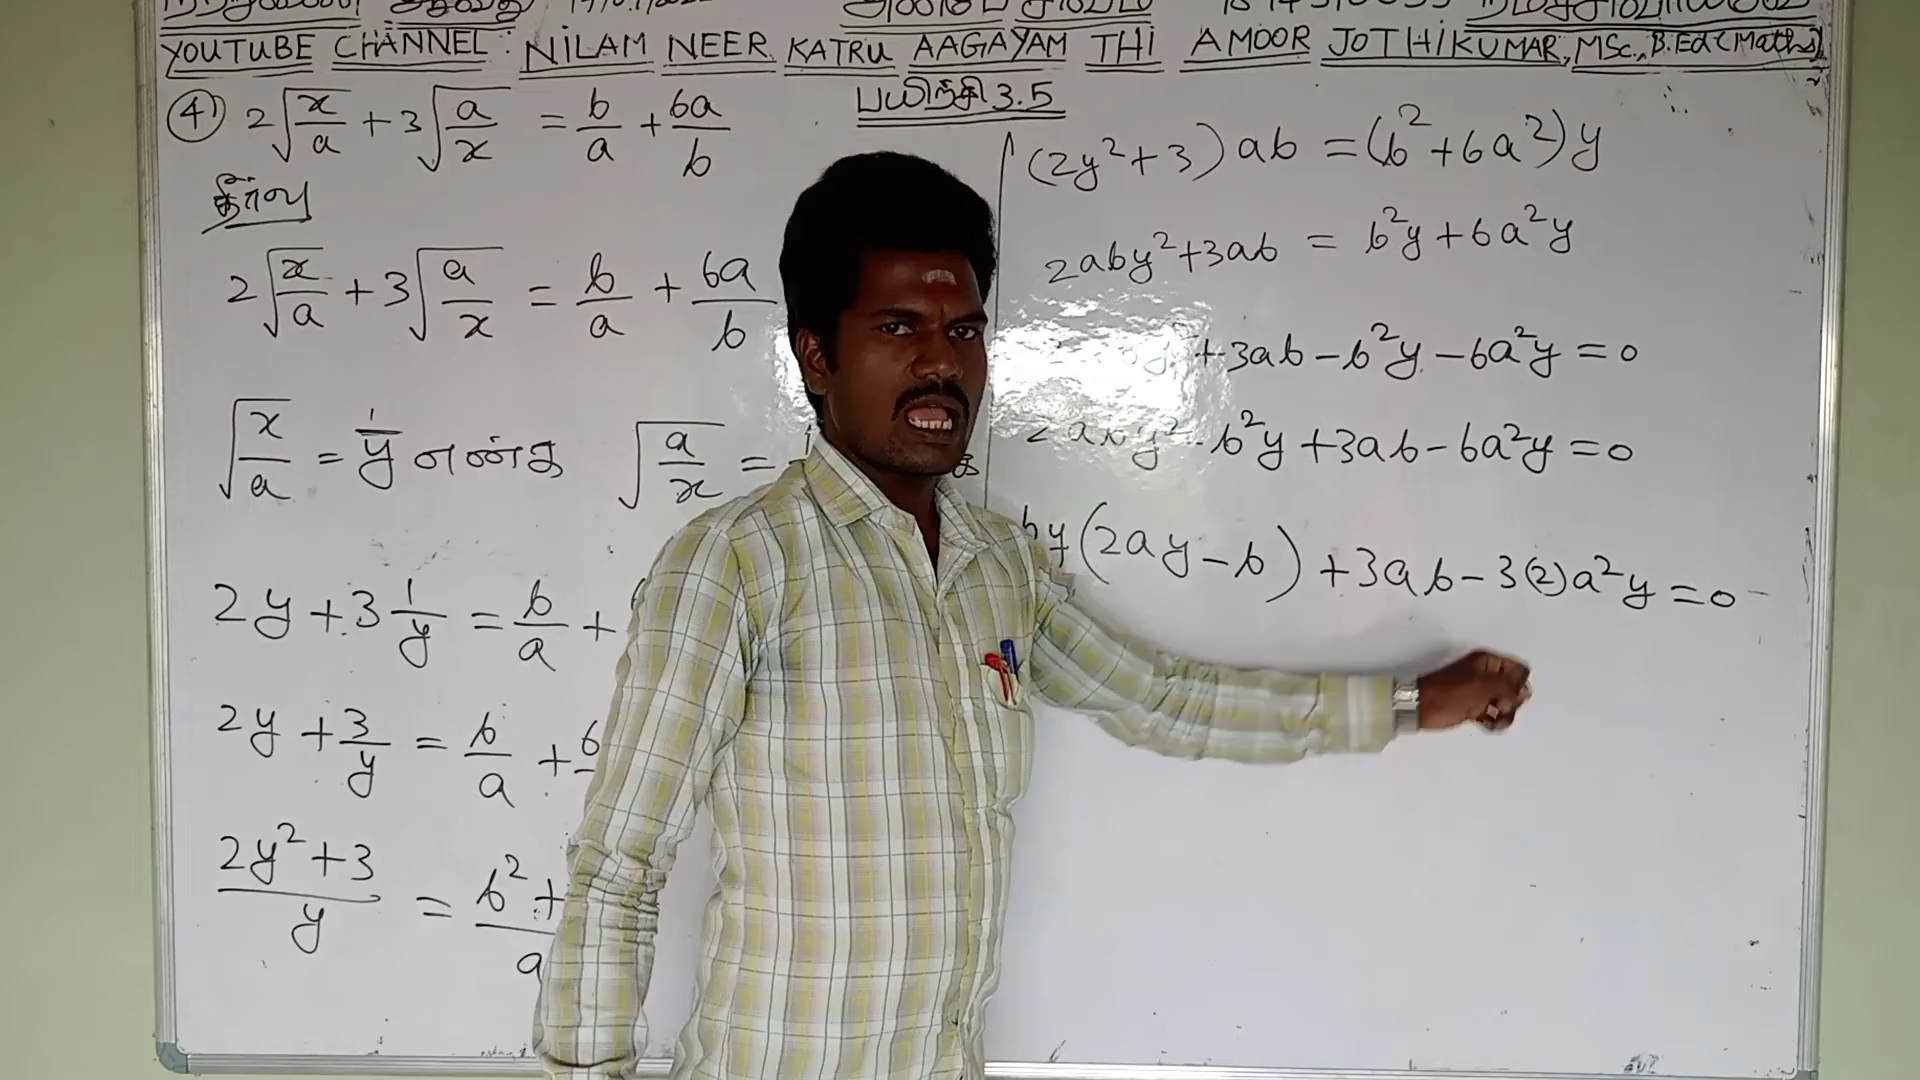 YOUTUBE CHANNEL : NILAM NEER KATRU AAGAYAM THI AMOOR JOTHIKUMAR, MSc., B.Ed (Maths)
பயிற்சி 3.5
④ 2√(x/a) + 3√(a/x) = b/a + 6a/b
தீர்வு
2√(x/a) + 3√(a/x) = b/a + 6a/b
√(x/a) = y என்க √(a/x) =
2y + 3 1/y = b/a +
2y + 3/y = b/a + 6
(2y² + 3)/y = b² + / a
(2y² + 3) ab = (b² + 6a²) y
2aby² + 3ab = b²y + 6a²y
+ 3ab - b²y - 6a²y = 0
2aby² - b²y + 3ab - 6a²y = 0
by (2ay - b) + 3ab - 3(2)a²y = 0